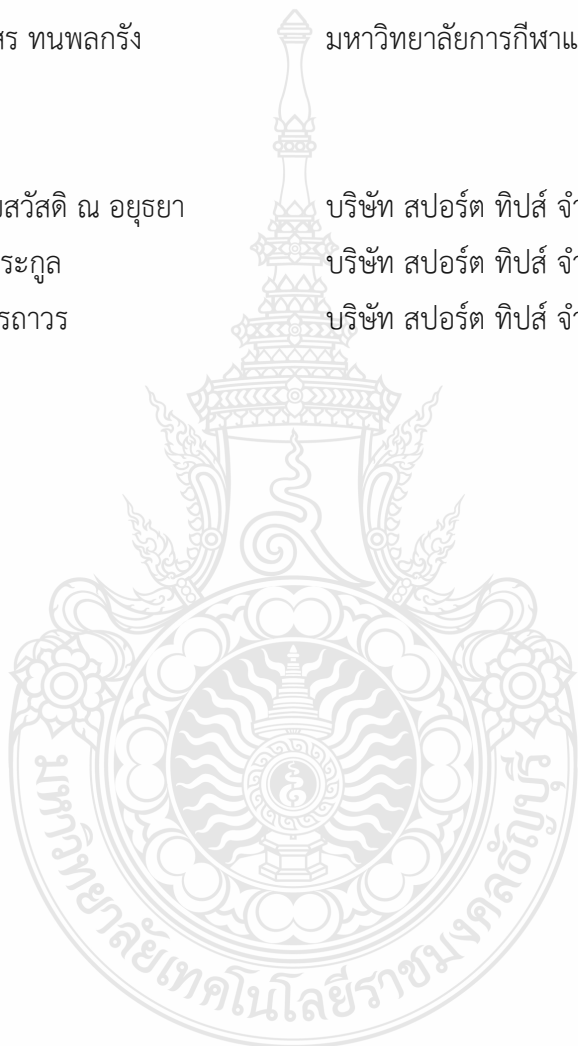 สร ทนพลกรัง มหาวิทยาลัยการกีฬาแ
สวัสดิ ณ อยุธยา บริษัท สปอร์ต ทิปส์ จำ
ระกูล บริษัท สปอร์ต ทิปส์ จำ
รถาวร บริษัท สปอร์ต ทิปส์ จำ
มหาวิทยาลัยเทคโนโลยีราชมงคลธัญบุรี